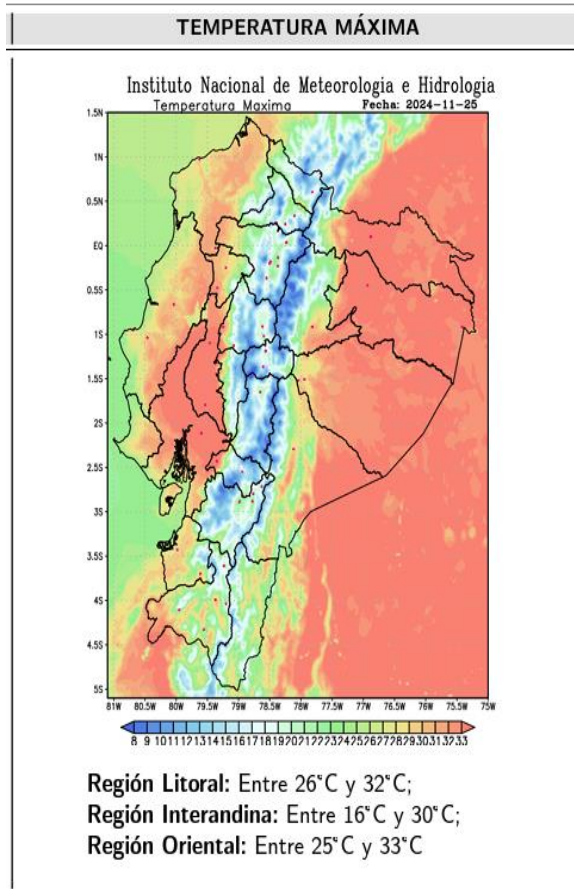 TEMPERATURA MÁXIMA
Instituto Nacional de Meteorologia e Hidrologia
Temperatura Maxima Fecha: 2024-11-25
1.5N
1N
0.5N
EQ
0.5S
1S
1.5S
2S
2.5S
3S
3.5S
4S
4.5S
5S
81W 80.5W 80W 79.5W 79W 78.5W 78W 77.5W 77W 76.5W 76W 75.5W 75W
8 9 10 11 12 13 14 15 16 17 18 19 20 21 22 23 24 25 26 27 28 29 30 31 32 33
Región Litoral: Entre 26°C y 32°C;
Región Interandina: Entre 16°C y 30°C;
Región Oriental: Entre 25°C y 33°C